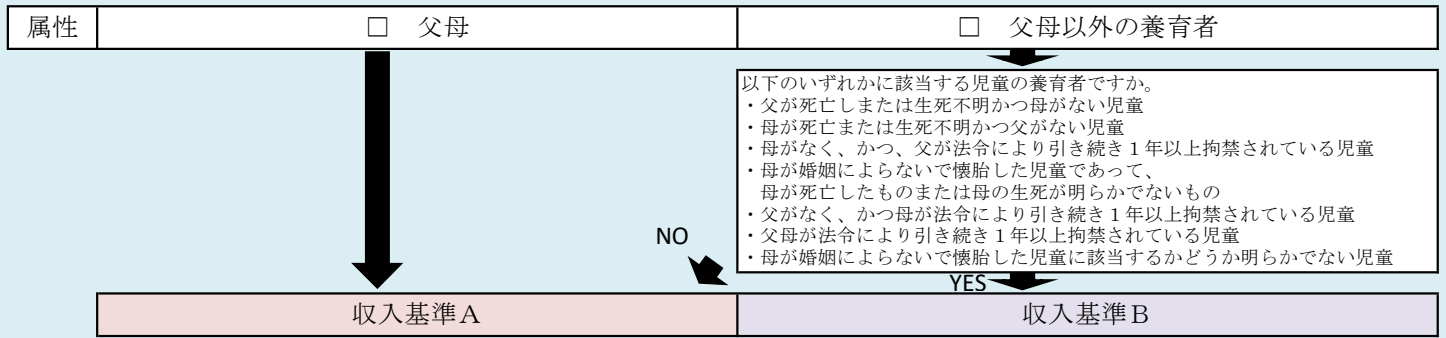 属性
□　父母
□　父母以外の養育者
以下のいずれかに該当する児童の養育者ですか。
・父が死亡しまたは生死不明かつ母がない児童
・母が死亡または生死不明かつ父がない児童
・母がなく、かつ、父が法令により引き続き１年以上拘禁されている児童
・母が婚姻によらないで懐胎した児童であって、
母が死亡したものまたは母の生死が明らかでないもの
・父がなく、かつ母が法令により引き続き１年以上拘禁されている児童
・父母が法令により引き続き１年以上拘禁されている児童
・母が婚姻によらないで懐胎した児童に該当するかどうか明らかでない児童
NO
YES
収入基準Ａ
収入基準Ｂ